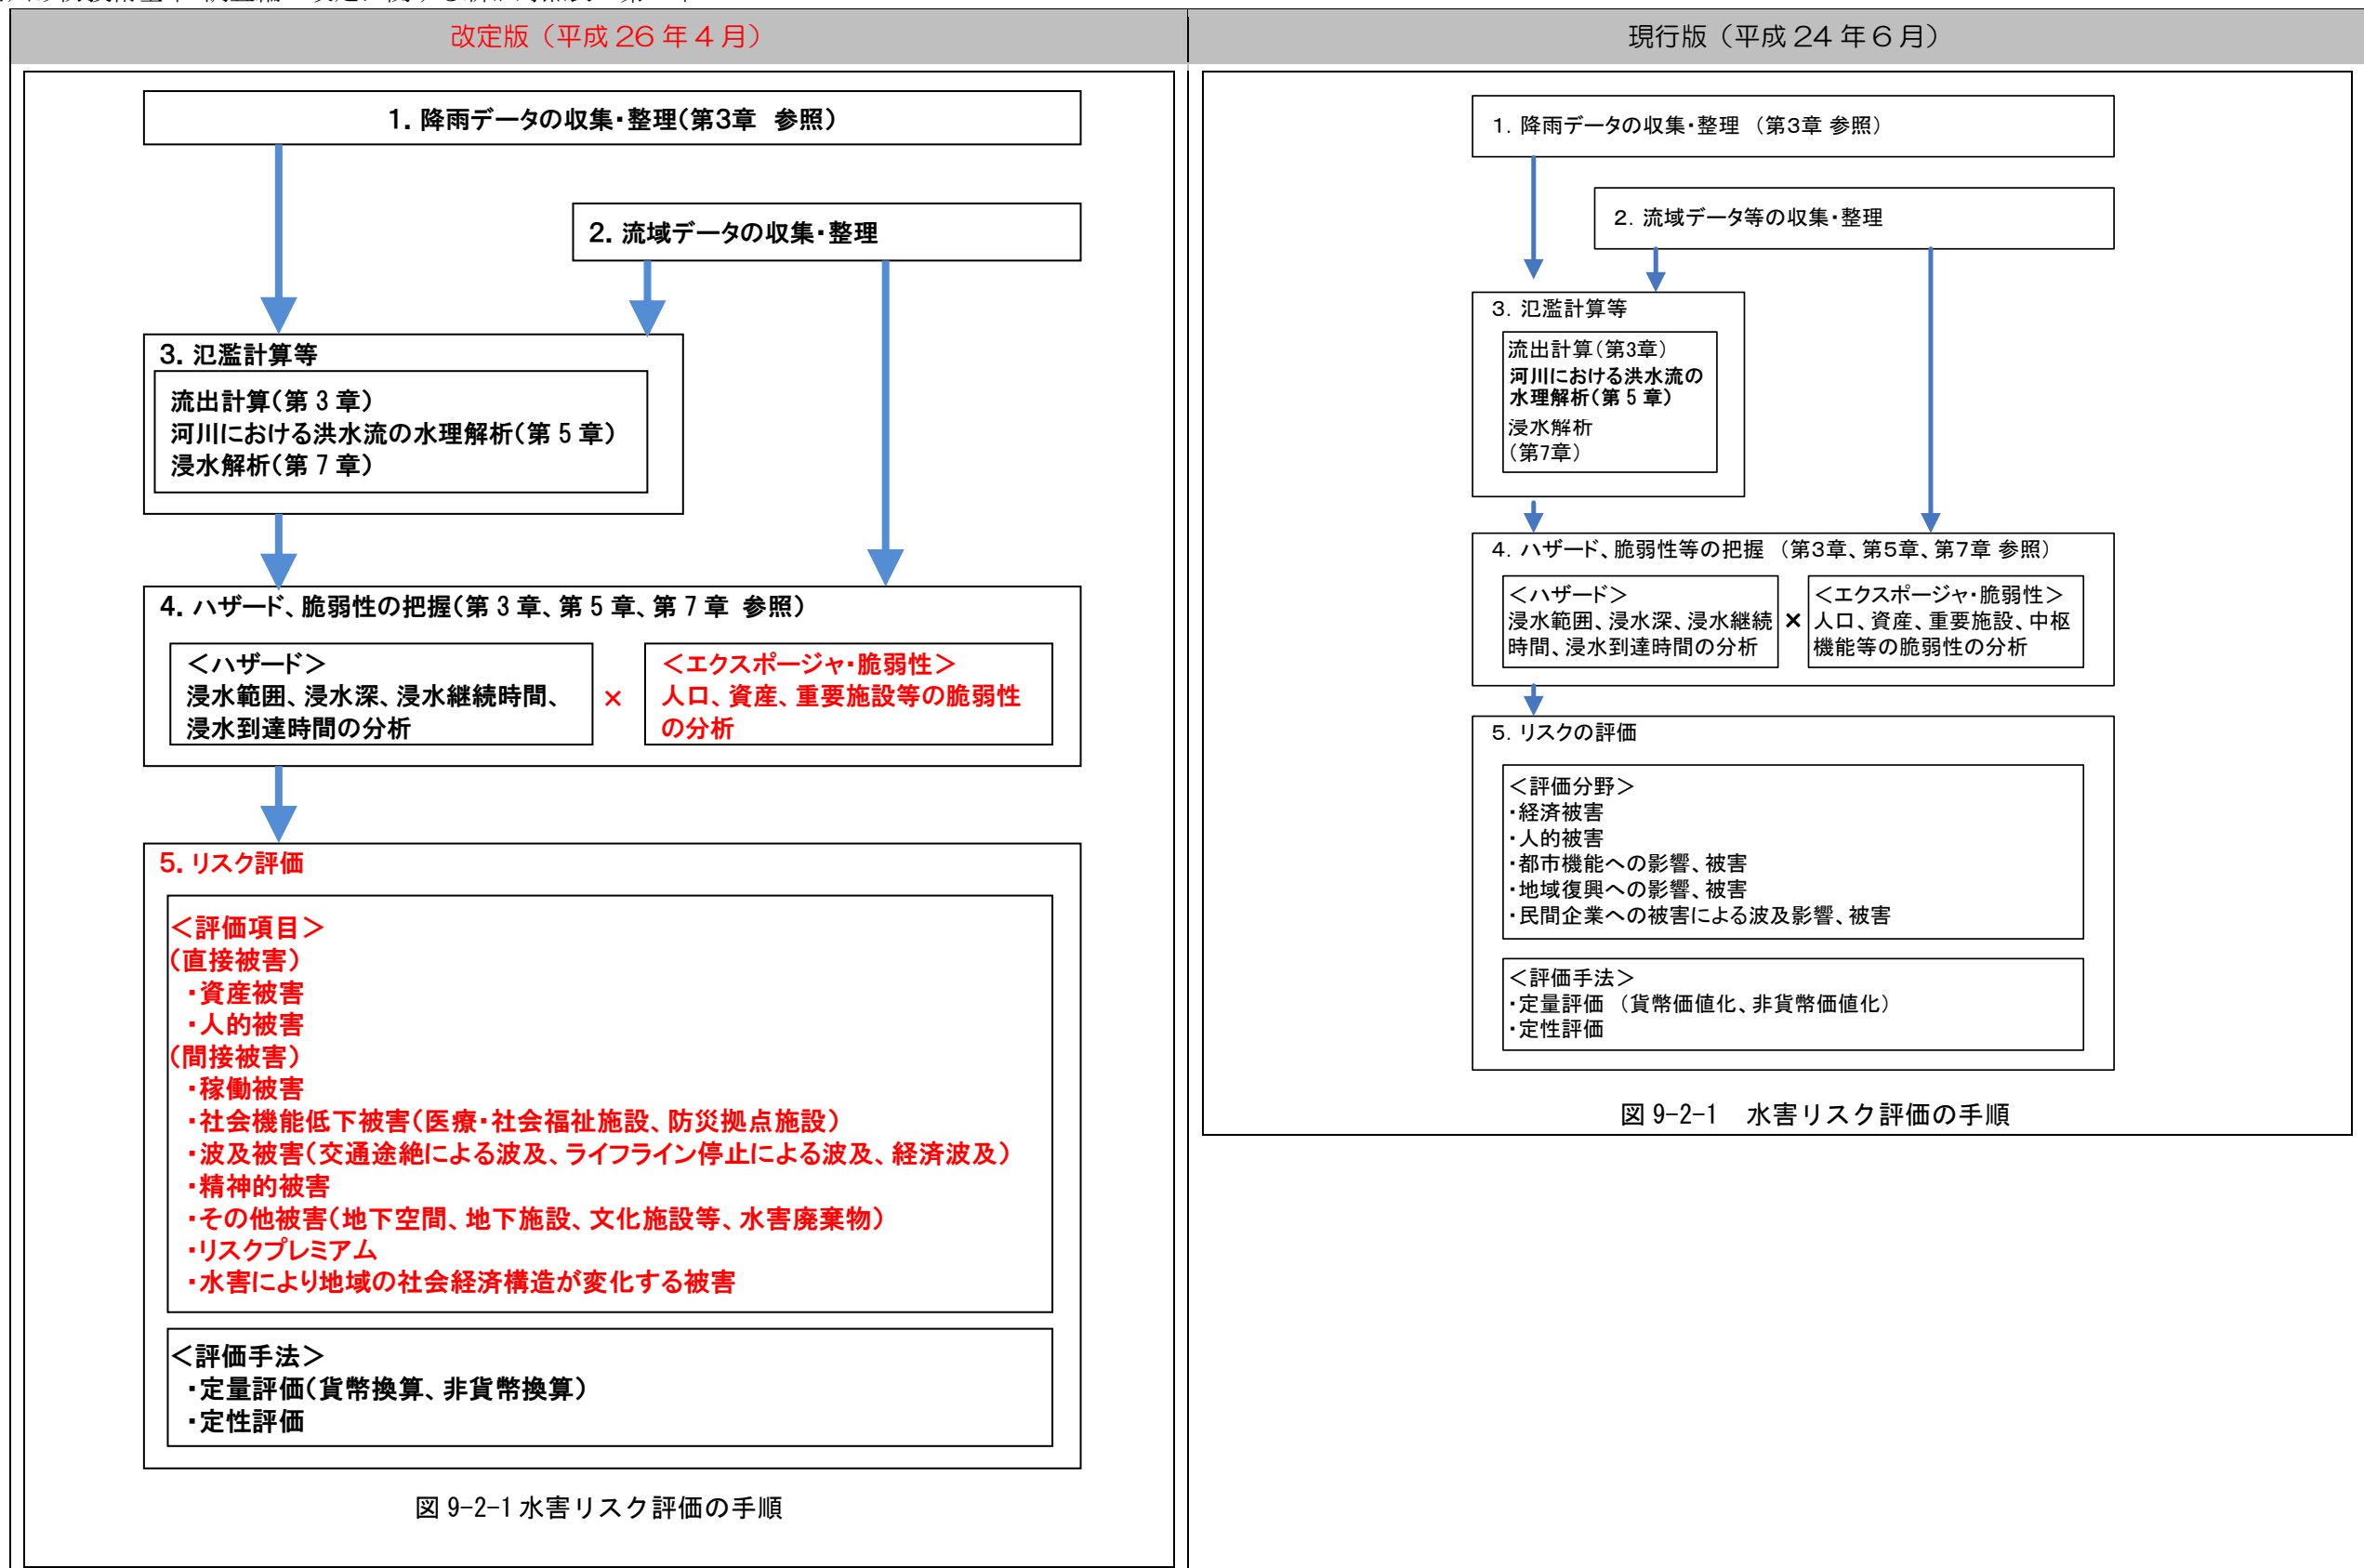 改定版（平成26年4月）
1．降雨データの収集・整理（第3章　参照）
2．流域データの収集・整理
3．氾濫計算等
流出計算（第3章）
河川における洪水流の水理解析（第5章）
浸水解析（第7章）
4．ハザード、脆弱性の把握（第3章、第5章、第7章 参照）
＜ハザード＞
浸水範囲、浸水深、浸水継続時間、
浸水到達時間の分析
×
＜エクスポージャ・脆弱性＞
人口、資産、重要施設等の脆弱性
の分析
5．リスク評価
＜評価項目＞
（直接被害）
・資産被害
・人的被害
（間接被害）
・稼働被害
・社会機能低下被害（医療・社会福祉施設、防災拠点施設）
・波及被害（交通途絶による波及、ライフライン停止による波及、経済波及）
・精神的被害
・その他被害（地下空間、地下施設、文化施設等、水害廃棄物）
・リスクプレミアム
・水害により地域の社会経済構造が変化する被害
＜評価手法＞
・定量評価（貨幣換算、非貨幣換算）
・定性評価
図 9-2-1 水害リスク評価の手順
現行版（平成24年6月）
1．降雨データの収集・整理 （第3章 参照）
2．流域データ等の収集・整理
3．氾濫計算等
流出計算（第3章）
河川における洪水流の
水理解析（第5章）
浸水解析
（第7章）
4．ハザード、脆弱性等の把握 （第3章、第5章、第7章 参照）
＜ハザード＞
浸水範囲、浸水深、浸水継続
時間、浸水到達時間の分析
×
＜エクスポージャ・脆弱性＞
人口、資産、重要施設、中枢
機能等の脆弱性の分析
5．リスクの評価
＜評価分野＞
・経済被害
・人的被害
・都市機能への影響、被害
・地域復興への影響、被害
・民間企業への被害による波及影響、被害
＜評価手法＞
・定量評価 （貨幣価値化、非貨幣価値化）
・定性評価
図 9-2-1　水害リスク評価の手順